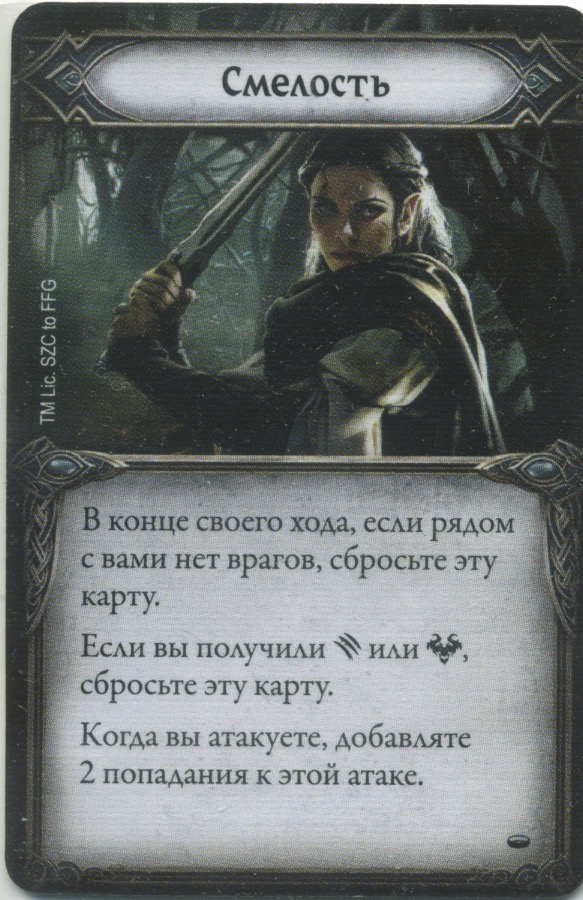 Смелость
TM Lic. SZC to FFG
В конце своего хода, если рядом
с вами нет врагов, сбросьте эту
карту.
Если вы получили или ,
сбросьте эту карту.
Когда вы атакуете, добавляте
2 попадания к этой атаке.